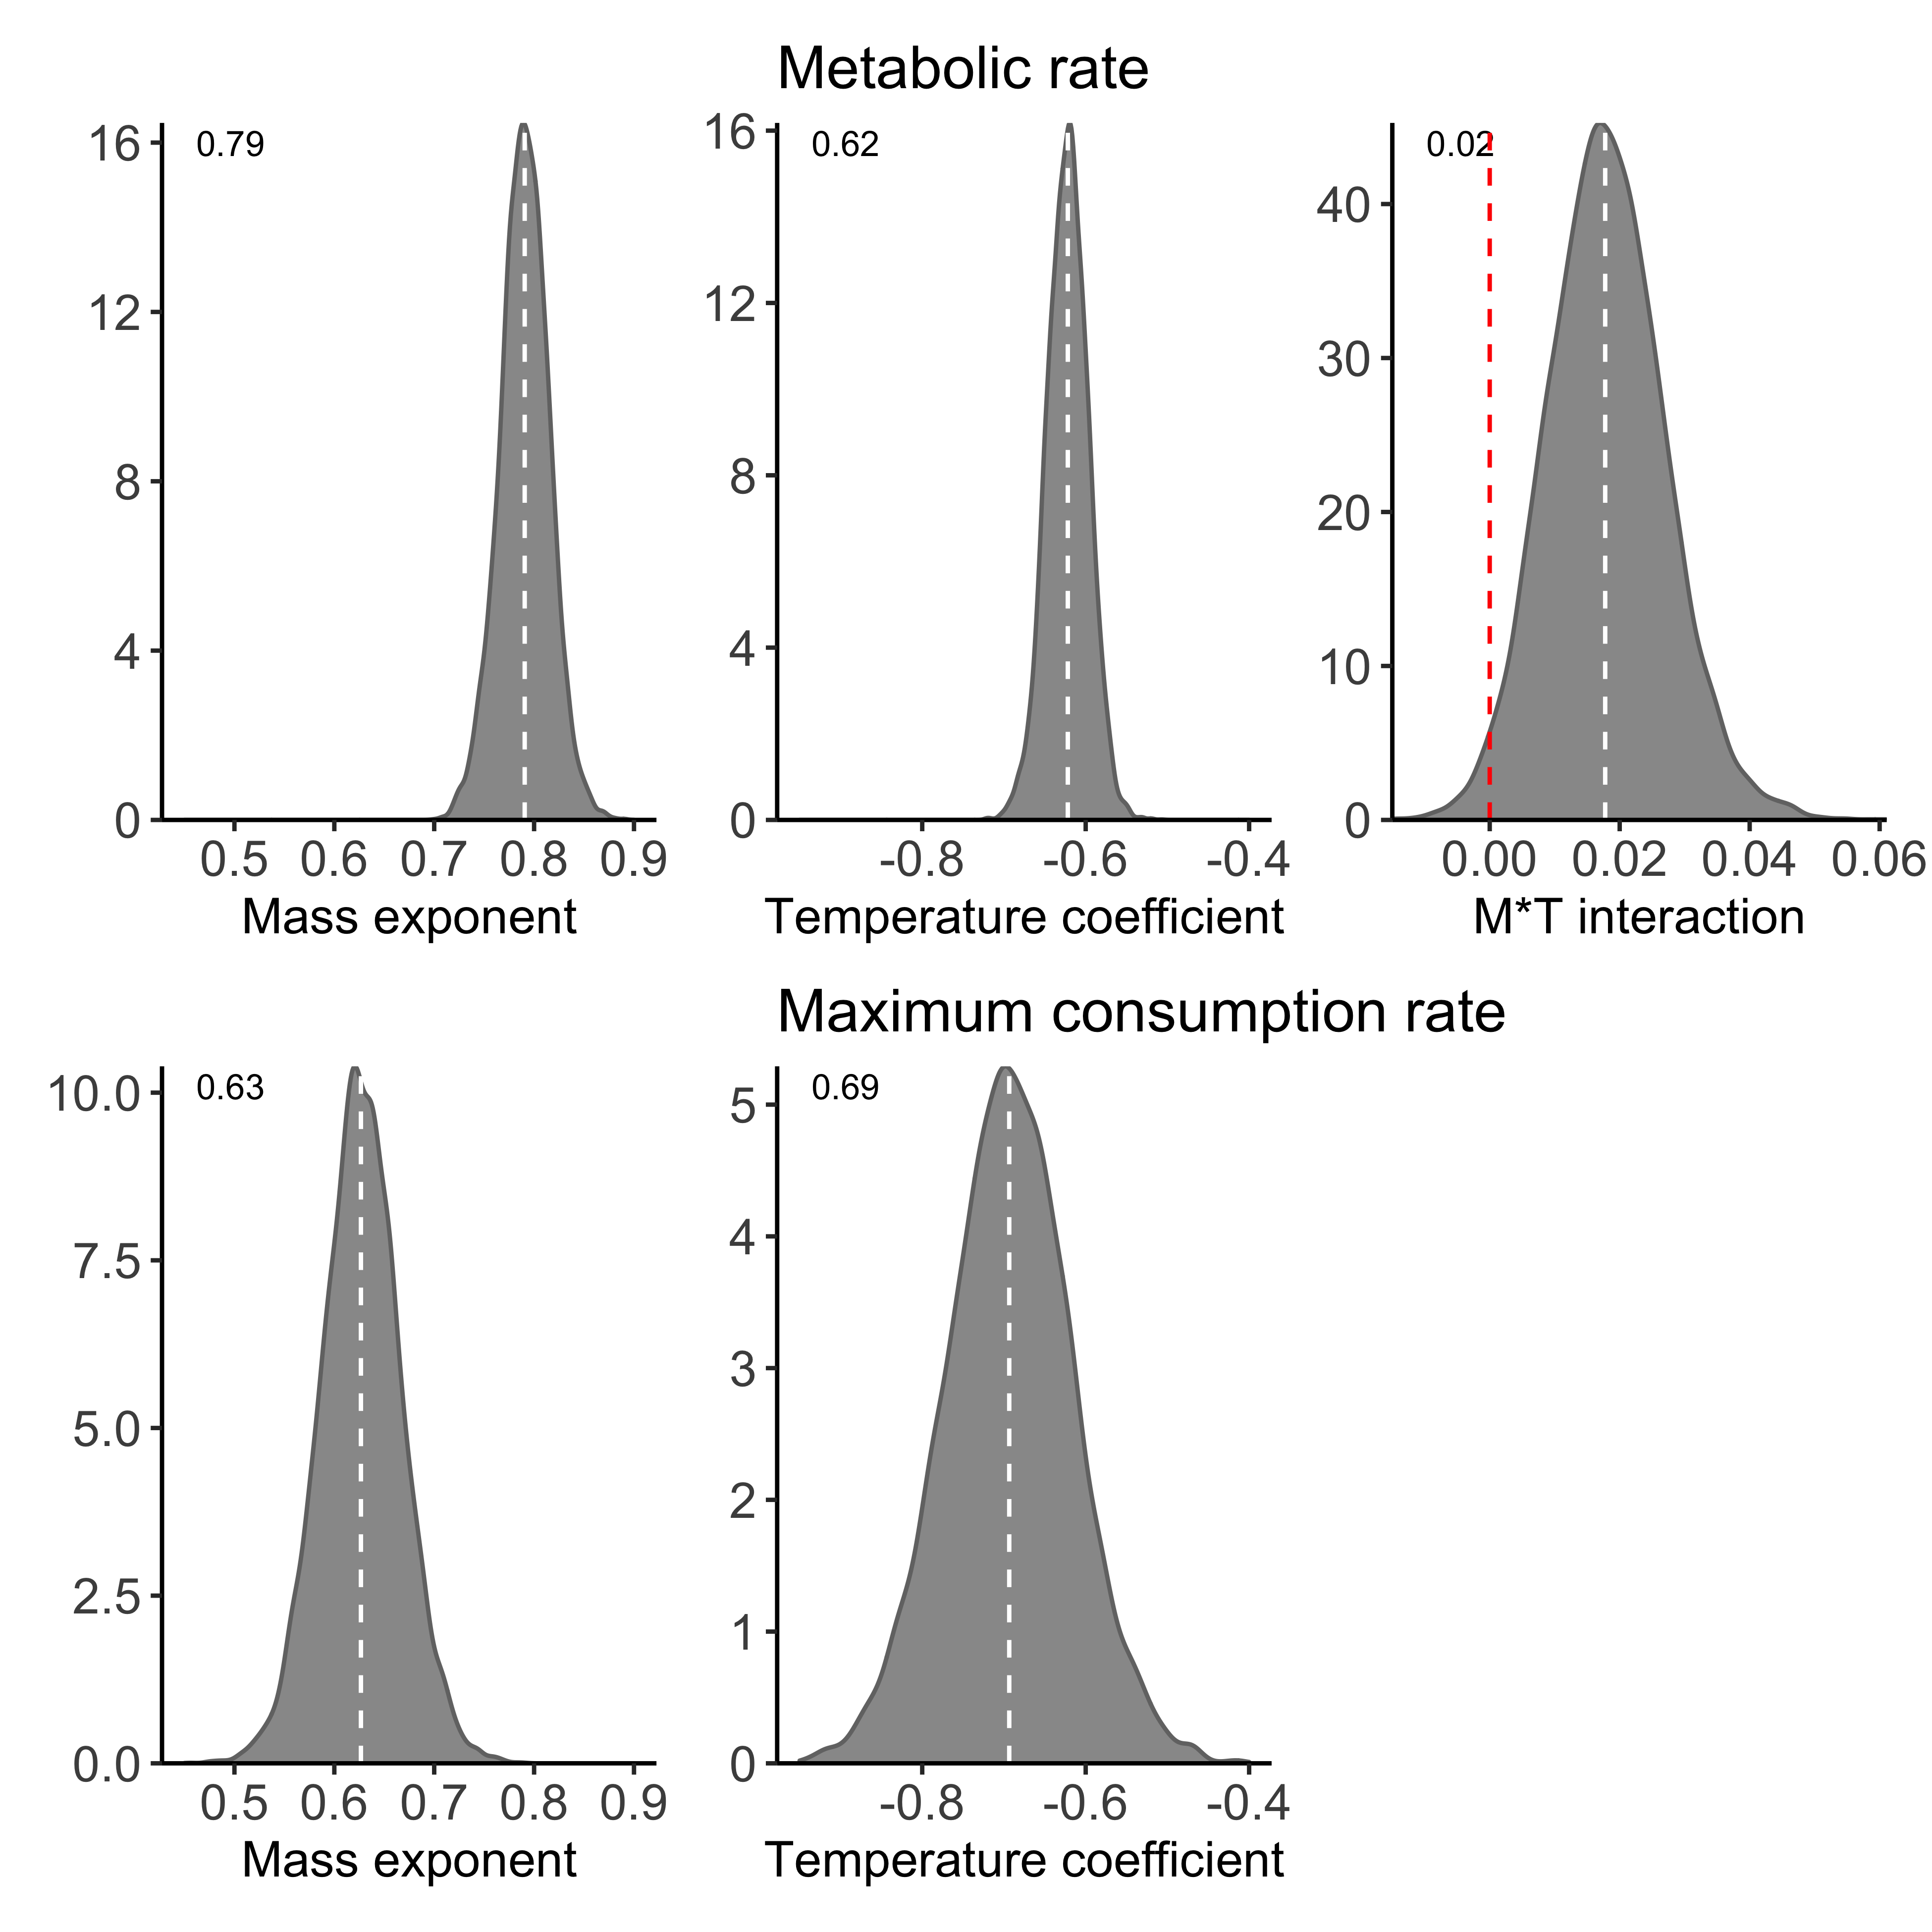 Metabolic rate
0.79
16
12
8
4
0
0.5 0.6 0.7 0.8 0.9
Mass exponent
0.62
16
12
8
4
0
-0.8 -0.6 -0.4
Temperature coefficient
0.02
40
30
20
10
0
0.00 0.02 0.04 0.06
M*T interaction
Maximum consumption rate
0.63
10.0
7.5
5.0
2.5
0.0
0.5 0.6 0.7 0.8 0.9
Mass exponent
0.69
5
4
3
2
1
0
-0.8 -0.6 -0.4
Temperature coefficient